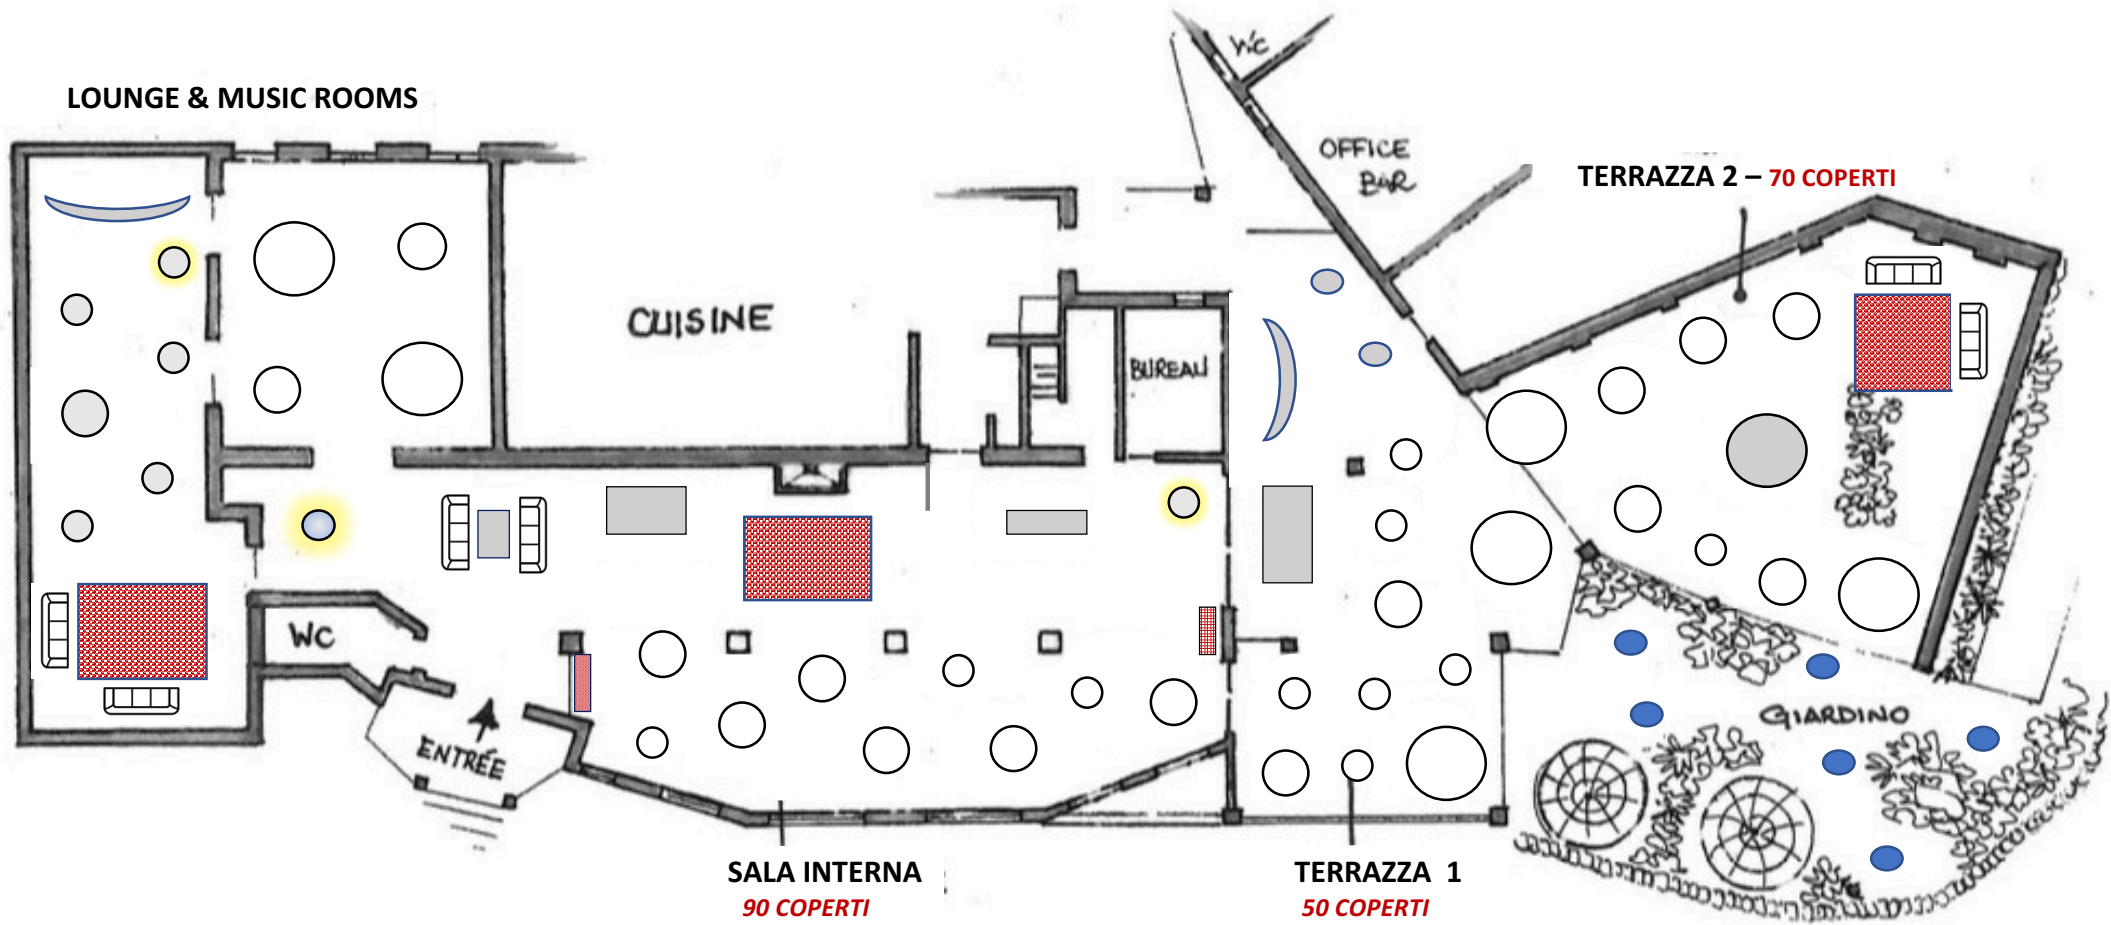 WC
LOUNGE & MUSIC ROOMS
OFFICE
BAR
TERRAZZA 2 – 70 COPERTI
CUISINE
BUREAU
WC
ENTRÉE
GIARDINO
SALA INTERNA
90 COPERTI
TERRAZZA 1
50 COPERTI